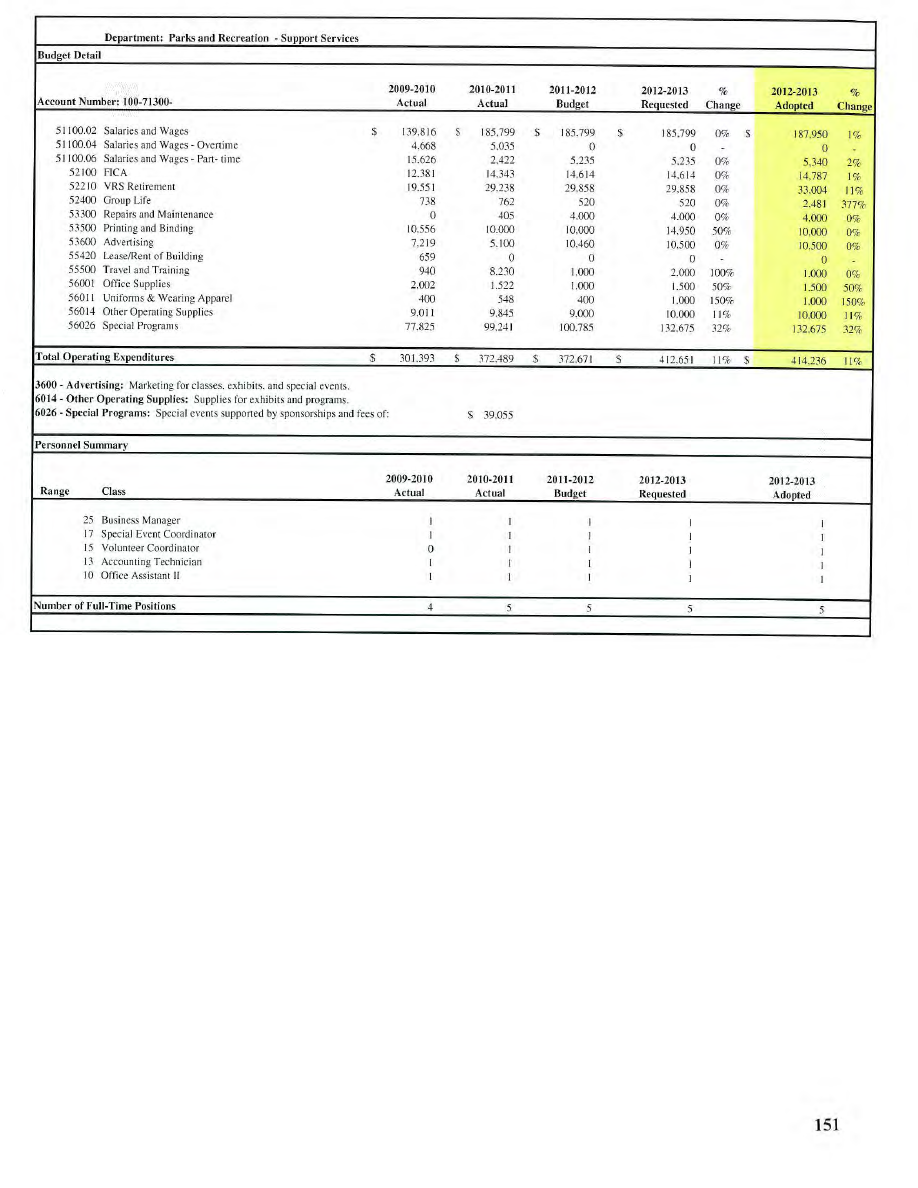 Department: Parks and Recreation - Support Services
Budget Detail
2009-2010 2010-2011 2011-2012 2012-2013 % 2012-2013 %
Account Number: 100-71300- Actual Actual Budget Requested Change Adopted Change
51100.02 Salaries and Wages $ 139,816 $ 185,799 $ 185,799 $ 185,799 0% $ 187,950 1%
51100.04 Salaries and Wages - Overtime 4,668 5,035 0 0 - 0 -
51100.06 Salaries and Wages - Part- time 15,626 2,422 5,235 5,235 0% 5,340 2%
52100 FICA 12,381 14,343 14,614 14,614 0% 14,787 1%
52210 VRS Retirement 19,551 29,238 29,858 29,858 0% 33,004 11%
52400 Group Life 738 762 520 520 0% 2,481 377%
53300 Repairs and Maintenance 0 405 4,000 4,000 0% 4,000 0%
53500 Printing and Binding 10,556 10,000 10,000 14,950 50% 10,000 0%
53600 Advertising 7,219 5,100 10,460 10,500 0% 10,500 0%
55420 Lease/Rent of Building 659 0 0 0 - 0 -
55500 Travel and Training 940 8,230 1,000 2,000 100% 1,000 0%
56001 Office Supplies 2,002 1,522 1,000 1,500 50% 1,500 50%
56011 Uniforms & Wearing Apparel 400 548 400 1,000 150% 1,000 150%
56014 Other Operating Supplies 9,011 9,845 9,000 10,000 11% 10,000 11%
56026 Special Programs 77,825 99,241 100,785 132,675 32% 132,675 32%
Total Operating Expenditures $ 301,393 $ 372,489 $ 372,671 $ 412,651 11% $ 414,236 11%
3600 - Advertising: Marketing for classes, exhibits, and special events.
6014 - Other Operating Supplies: Supplies for exhibits and programs.
6026 - Special Programs: Special events supported by sponsorships and fees of: $ 39,055
Personnel Summary
2009-2010 2010-2011 2011-2012 2012-2013 2012-2013
Range Class Actual Actual Budget Requested Adopted
25 Business Manager 1 1 1 1 1
17 Special Event Coordinator 1 1 1 1 1
15 Volunteer Coordinator 0 1 1 1 1
13 Accounting Technician 1 1 1 1 1
10 Office Assistant II 1 1 1 1 1
Number of Full-Time Positions 4 5 5 5 5
151